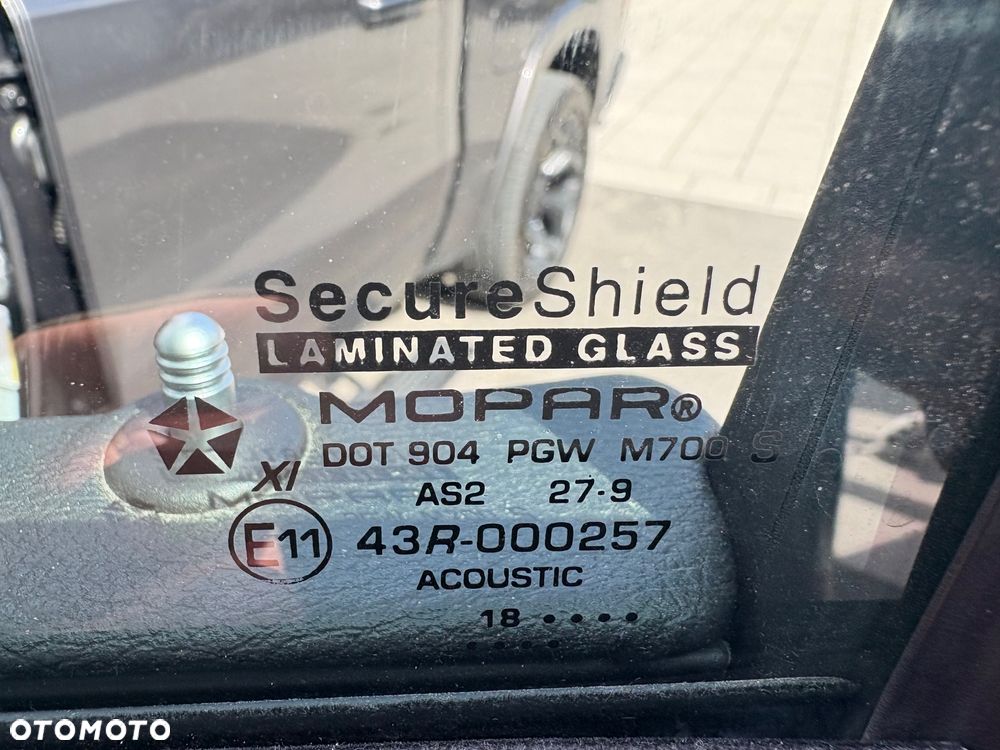 SecureShield
LAMINATED GLASS
MOPAR®
DOT 904 PGW M700 S
XI AS2 27-9
E11 43R-000257
ACOUSTIC
18 • • • •
OTOMOTO